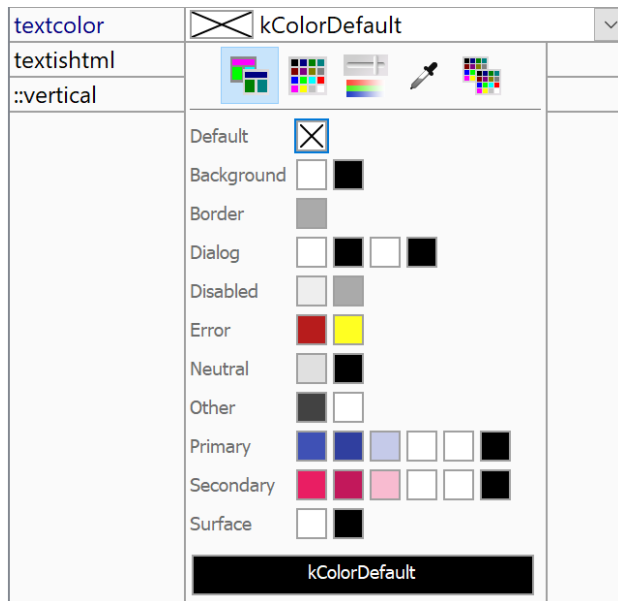 textcolor kColorDefault
textishtml
::vertical
Default
Background
Border
Dialog
Disabled
Error
Neutral
Other
Primary
Secondary
Surface
kColorDefault